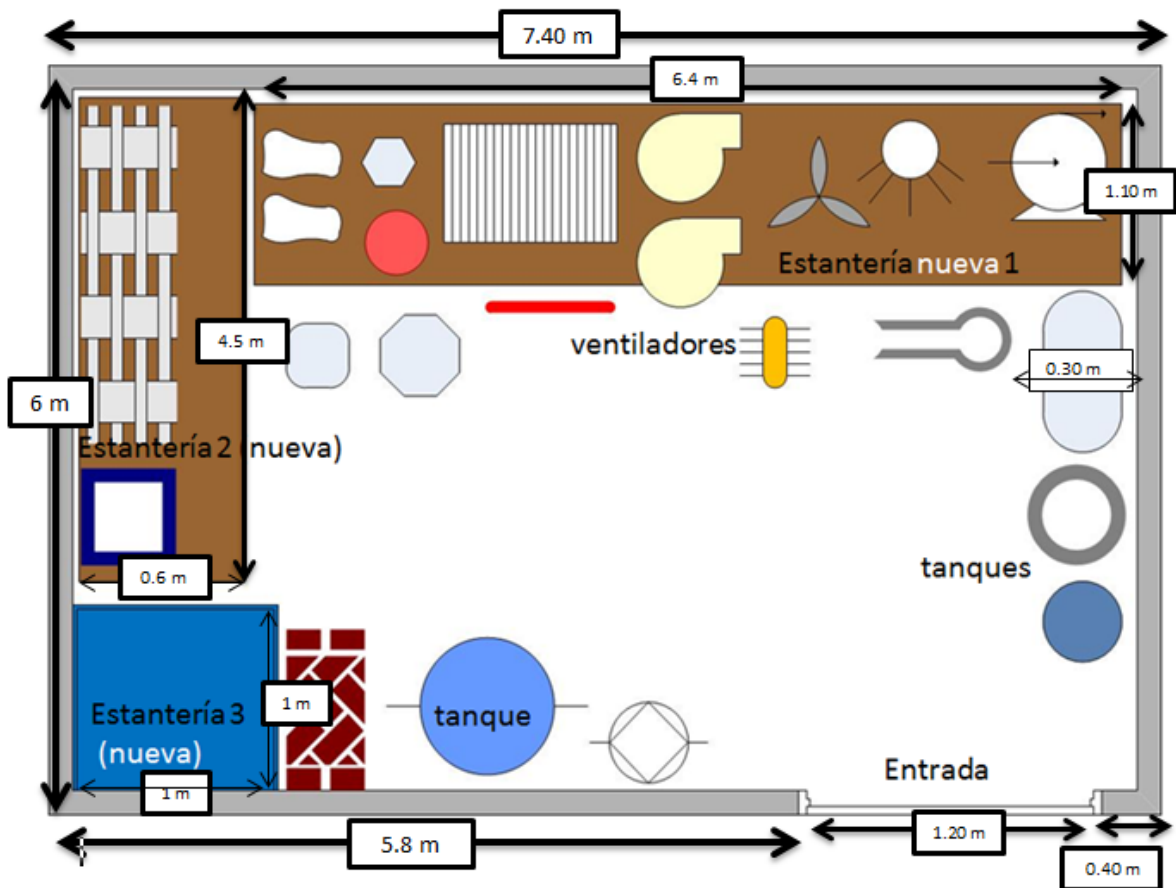 7.40 m
6.4 m
1.10 m
Estantería nueva 1
4.5 m
ventiladores
0.30 m
6 m
Estantería 2 (nueva)
0.6 m
tanques
1 m
Estantería 3
(nueva)
tanque
1 m
Entrada
5.8 m
1.20 m
0.40 m